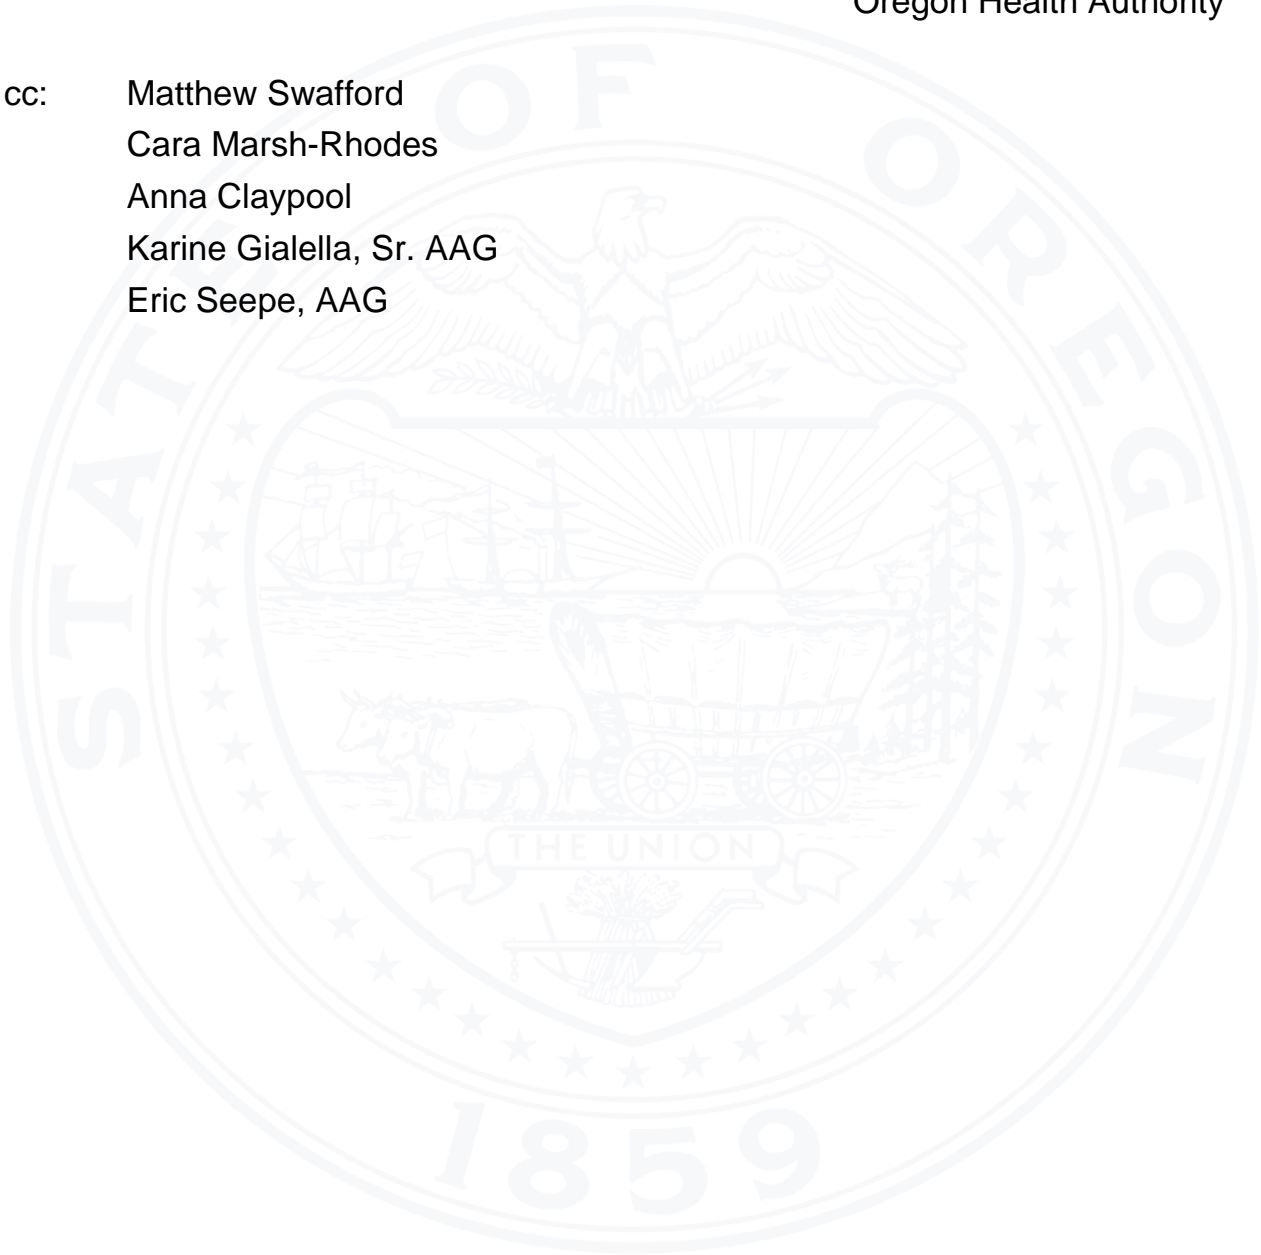 Oregon Health Authority
cc: Matthew Swafford
Cara Marsh-Rhodes
Anna Claypool
Karine Gialella, Sr. AAG
Eric Seepe, AAG
STATE OF OREGON
THE UNION
1859